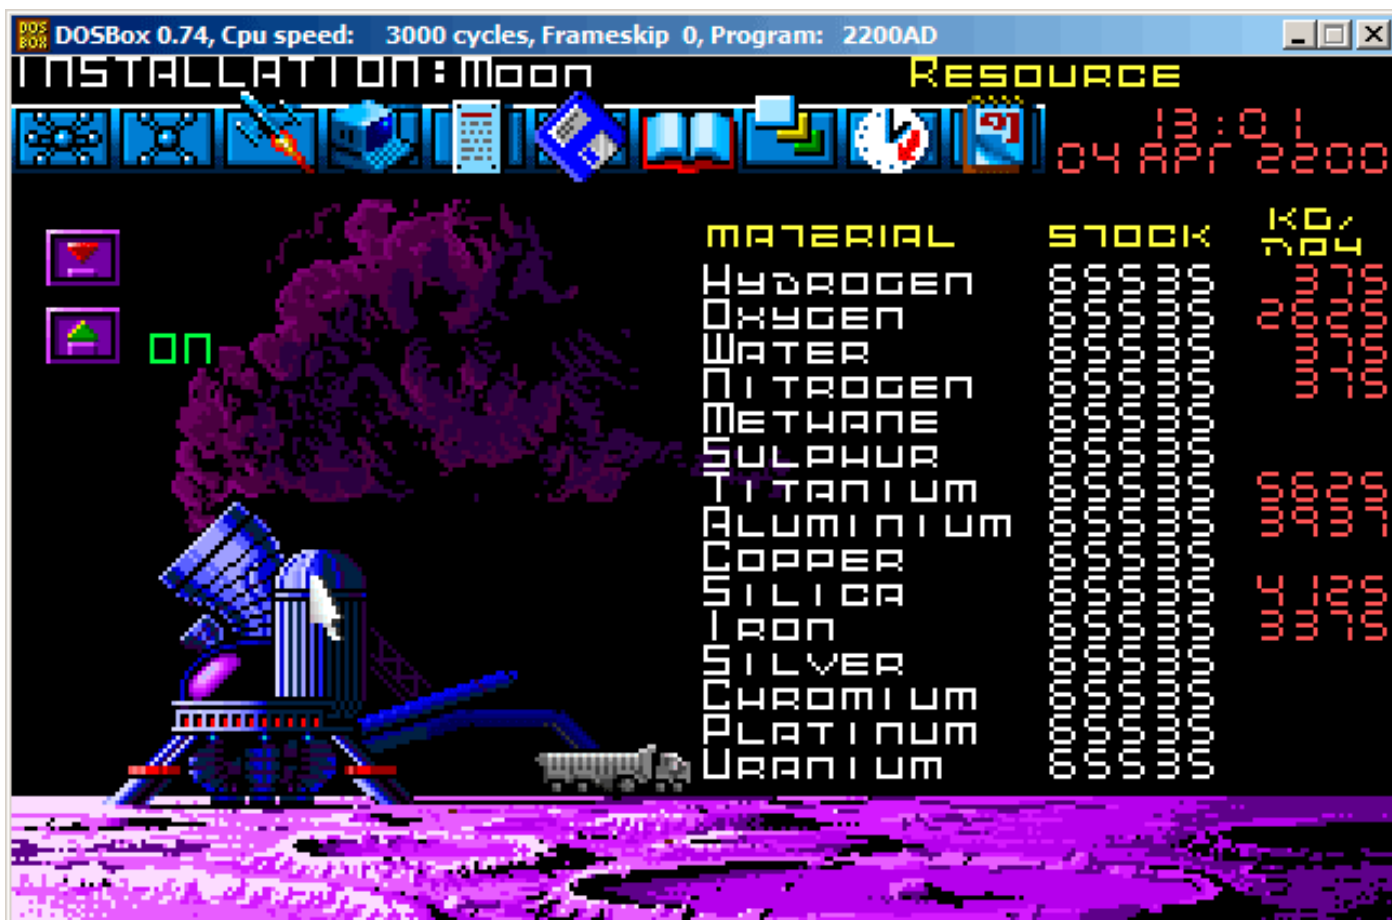 DOSBox 0.74, Cpu speed: 3000 cycles, Frameskip 0, Program: 2200AD
INSTALLATION:Moon RESOURCE
13:01
04 APr 2200
MATERIAL STOCK KG/DAY
HYDROGEN 65535 375
OXYGEN 65535 2625
WATER 65535 375
NITROGEN 65535 375
METHANE 65535
SULPHUR 65535
TITANIUM 65535 5625
ALUMINIUM 65535 3937
COPPER 65535
SILICA 65535 4125
IRON 65535 3375
SILVER 65535
CHROMIUM 65535
PLATINUM 65535
URANIUM 65535
ON